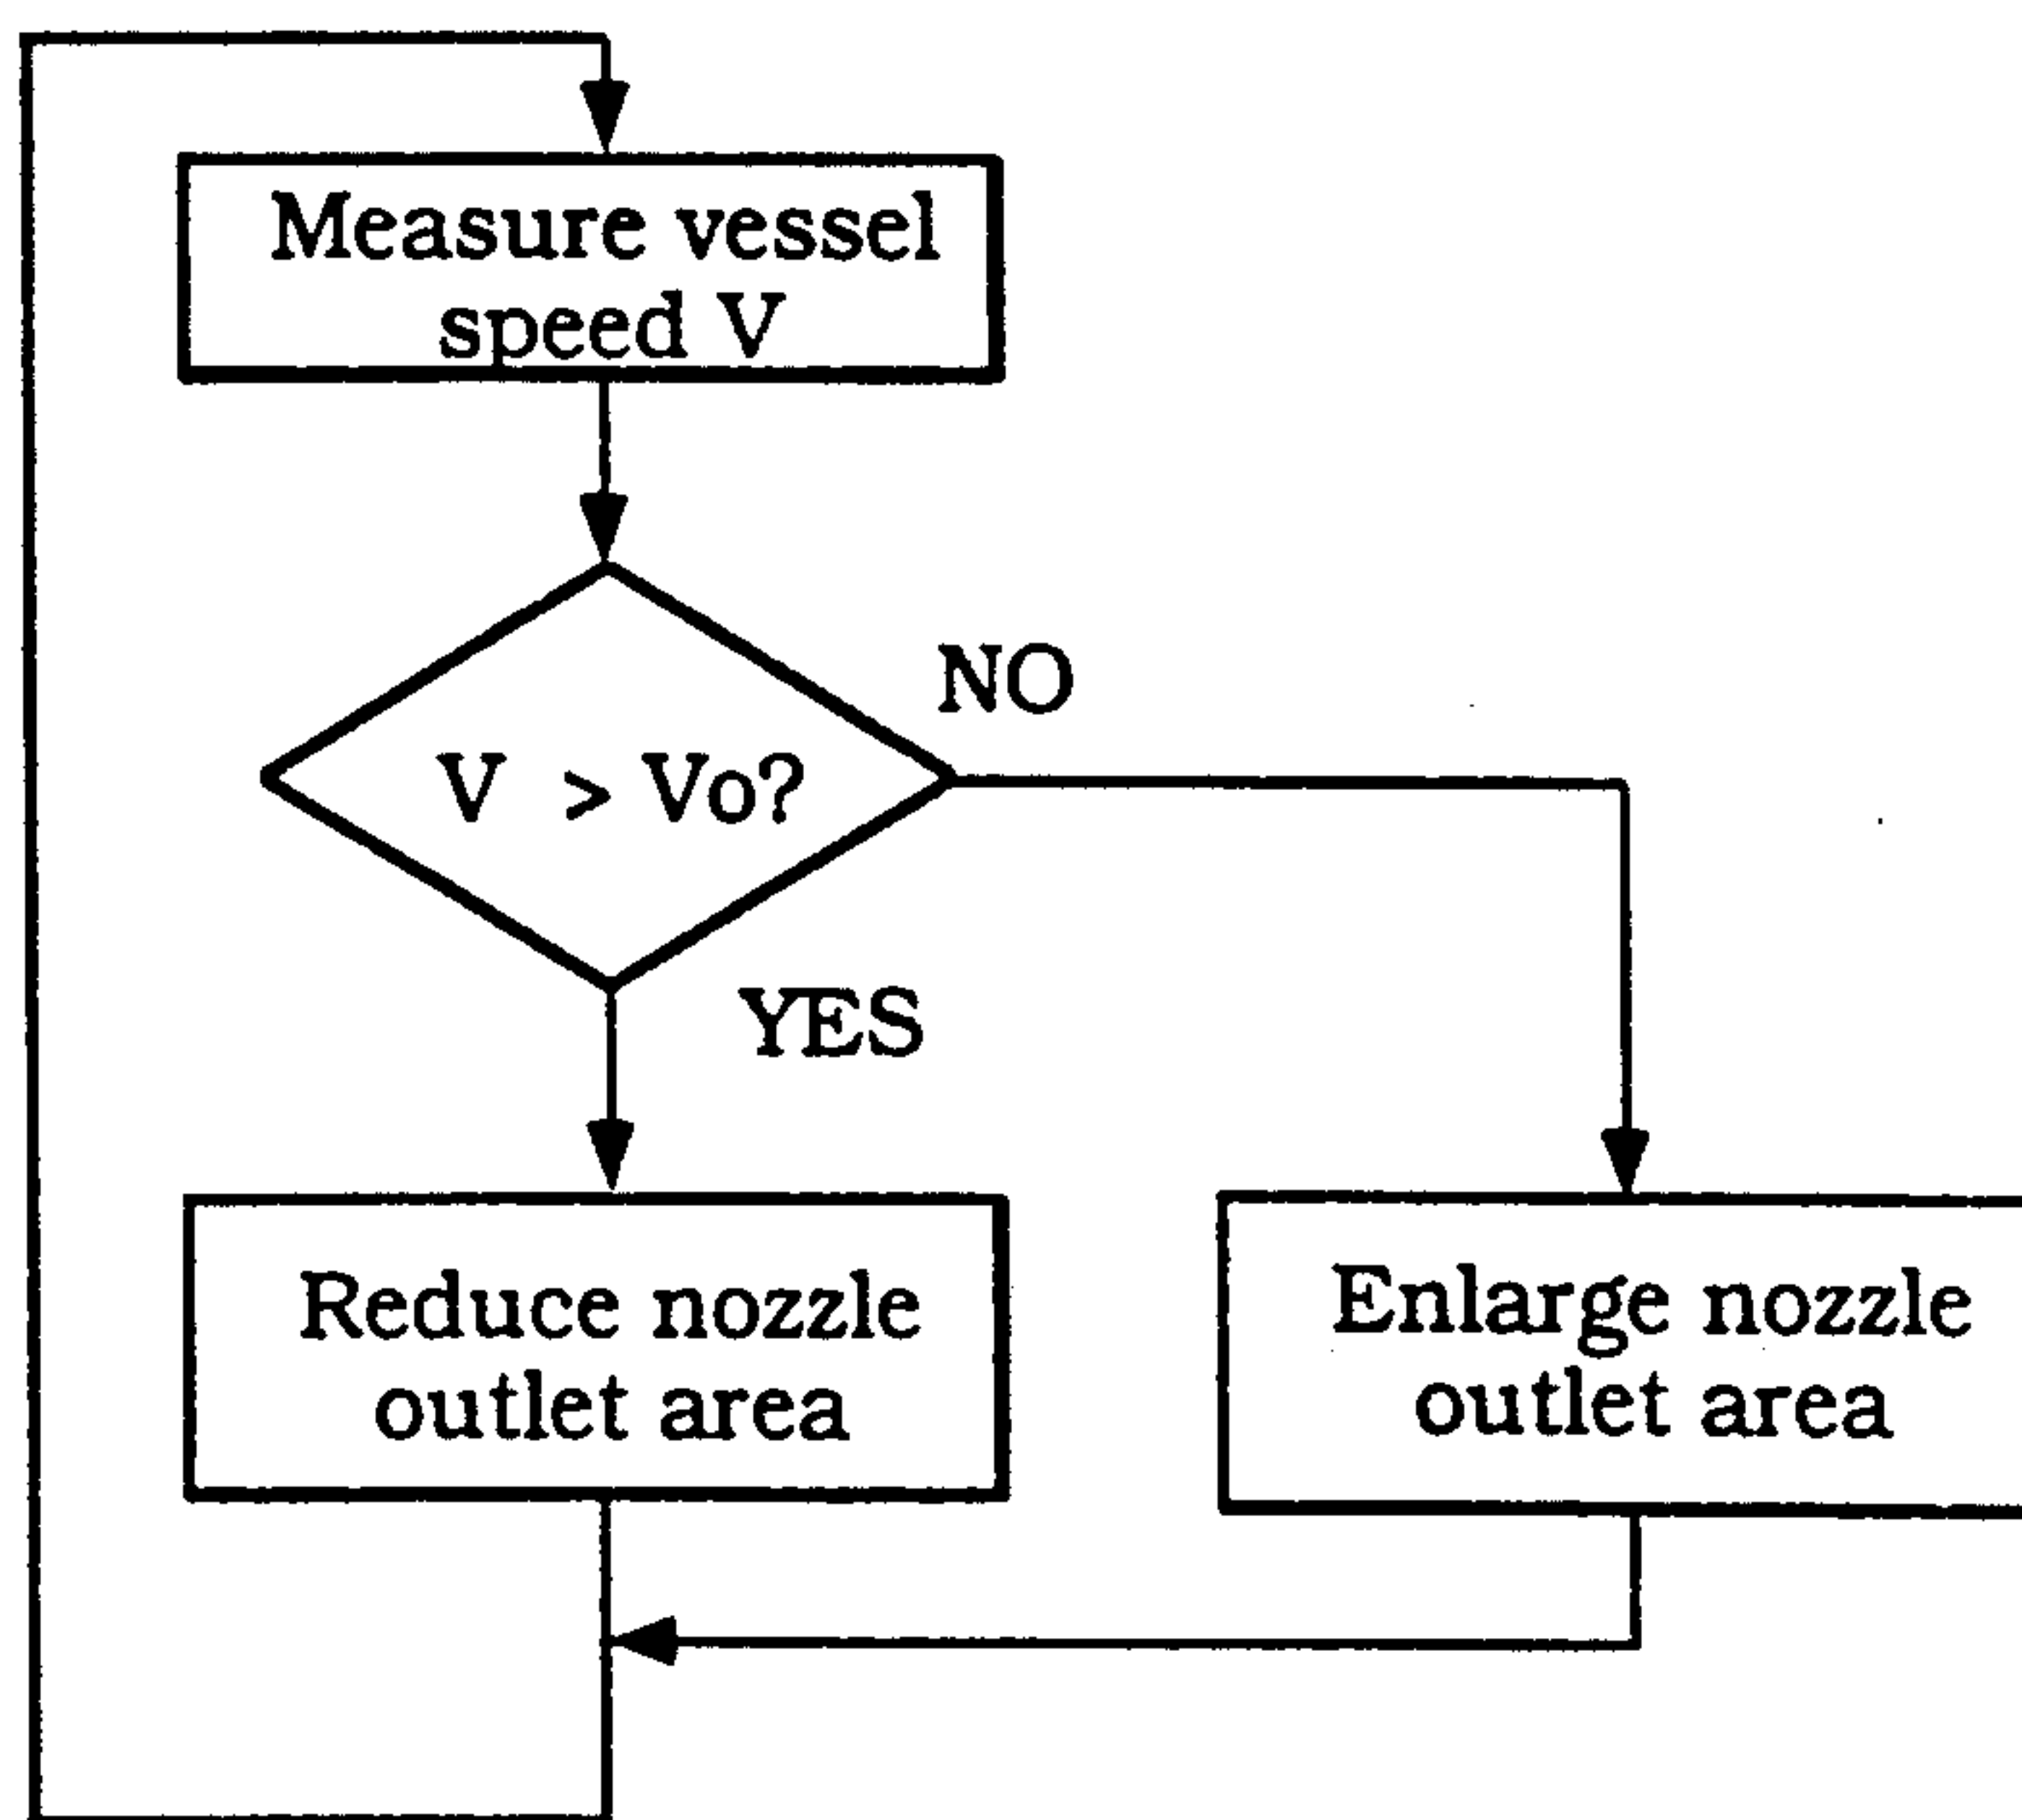 Measure vessel
speed V
NO
V > Vo?
YES
Reduce nozzle
outlet area
Enlarge nozzle
outlet area